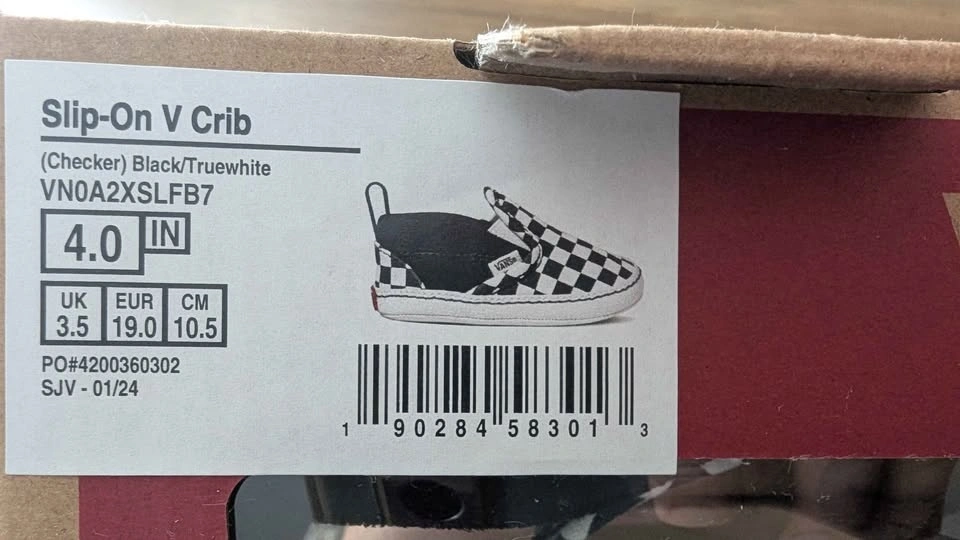 Slip-On V Crib
(Checker) Black/Truewhite
VN0A2XSLFB7
4.0 IN
UK EUR CM
3.5 19.0 10.5
PO#4200360302
SJV - 01/24
VANS
1 90284 58301 3